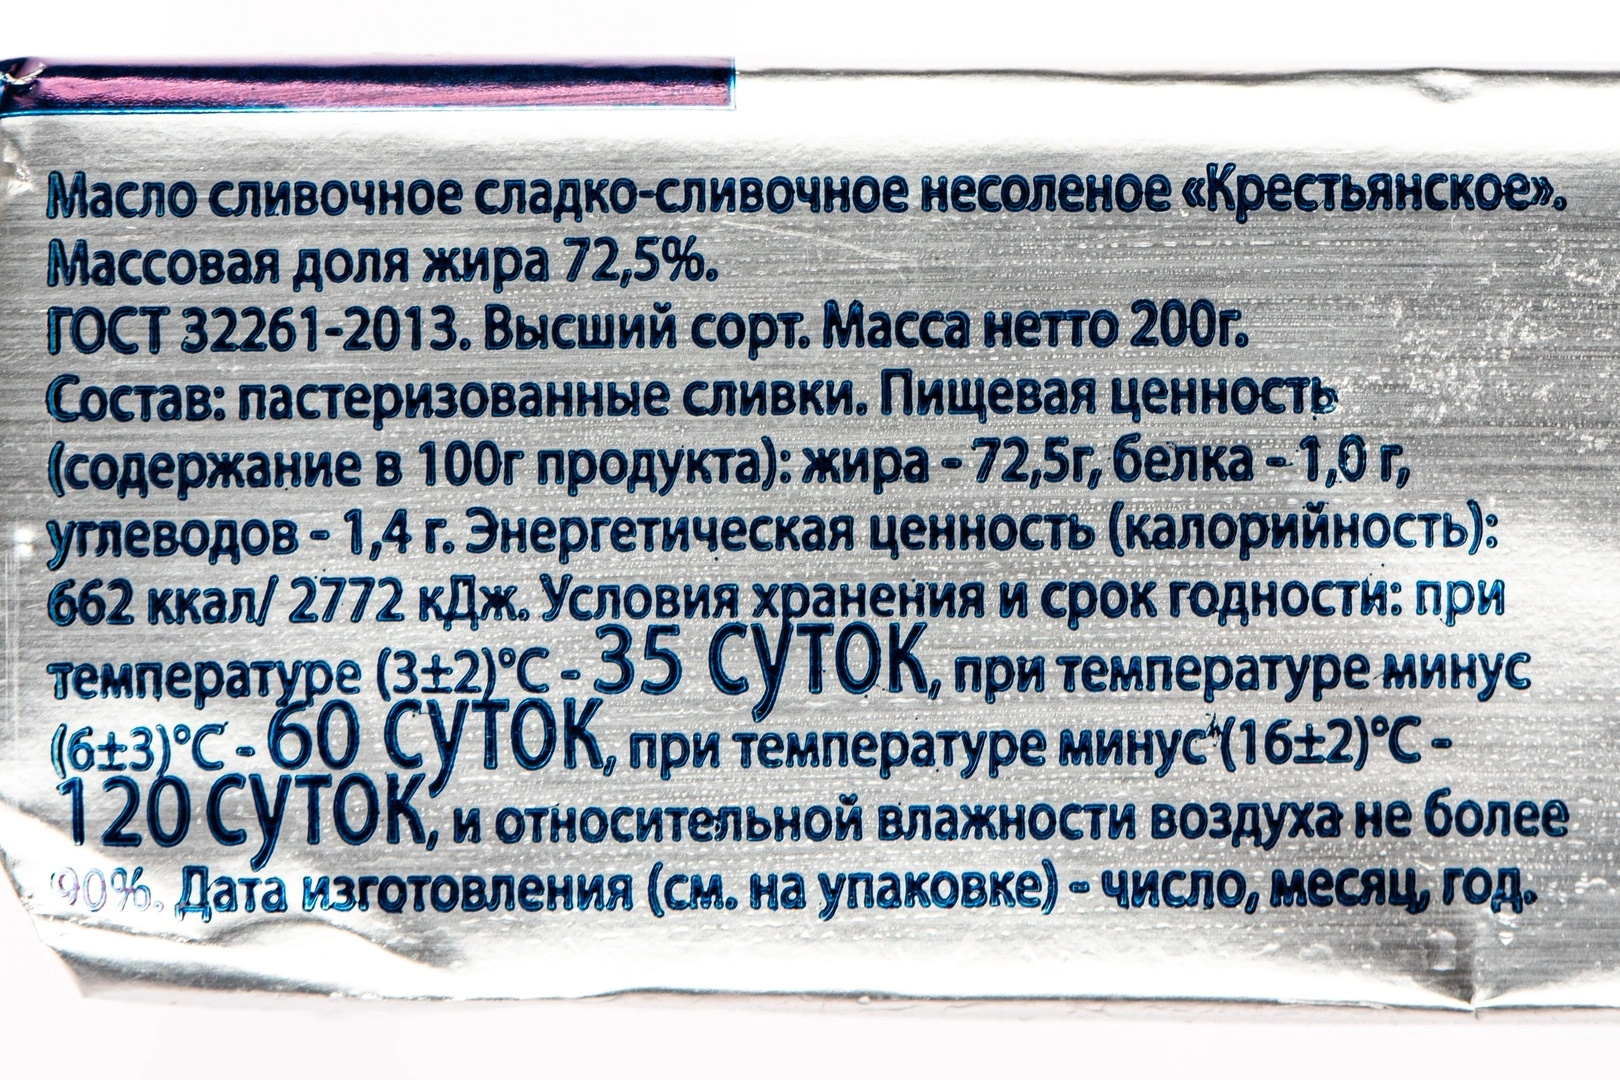 Масло сливочное сладко-сливочное несоленое «Крестьянское».
Массовая доля жира 72,5%.
ГОСТ 32261-2013. Высший сорт. Масса нетто 200г.
Состав: пастеризованные сливки. Пищевая ценность
(содержание в 100г продукта): жира - 72,5г, белка - 1,0 г,
углеводов - 1,4 г. Энергетическая ценность (калорийность):
662 ккал/ 2772 кДж. Условия хранения и срок годности: при
температуре (3±2)°С - 35 СУТОК, при температуре минус
(6±3)°С - 60 СУТОК, при температуре минус (16±2)°С -
120 СУТОК, и относительной влажности воздуха не более
90%. Дата изготовления (см. на упаковке) - число, месяц, год.